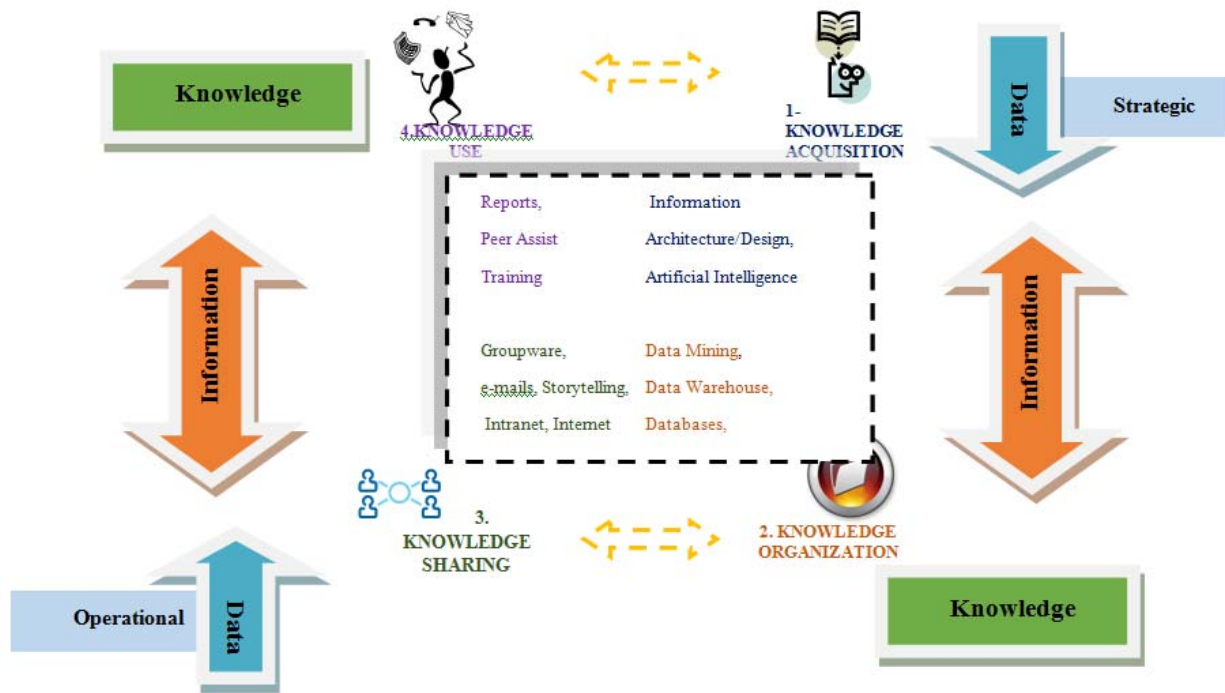 Knowledge
4.KNOWLEDGE
USE
1-
KNOWLEDGE
ACQUISITION
Data
Strategic
Reports,
Peer Assist
Training
Information
Architecture/Design,
Artificial Intelligence
Information
Information
Groupware,
e-mails, Storytelling,
Intranet, Internet
Data Mining,
Data Warehouse,
Databases,
3.
KNOWLEDGE
SHARING
2. KNOWLEDGE
ORGANIZATION
Operational
Data
Knowledge